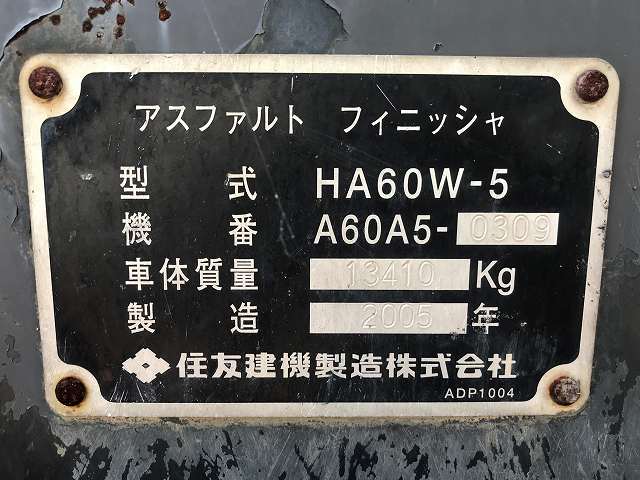 アスファルト フィニッシャ
型式 HA60W-5
機番 A60A5-0309
車体質量 13410 Kg
製造 2005 年
住友建機製造株式会社
ADP1004